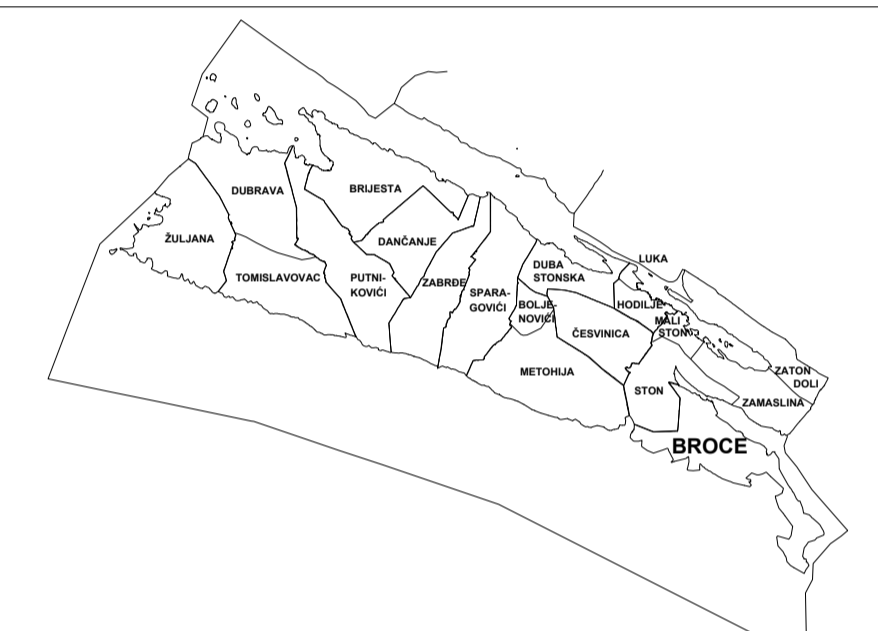 DUBRAVA
BRIJESTA
ŽULJANA
DANČANJE
TOMISLAVOVAC
PUTNI-
KOVIĆI
ZABRĐE
SPARA-
GOVIĆI
DUBA
STONSKA
LUKA
BOLJE-
NOVIĆI
HODILJE
MALI
STON
ČESVINICA
METOHIJA
STON
ZATON
DOLI
ZAMASLINA
BROCE